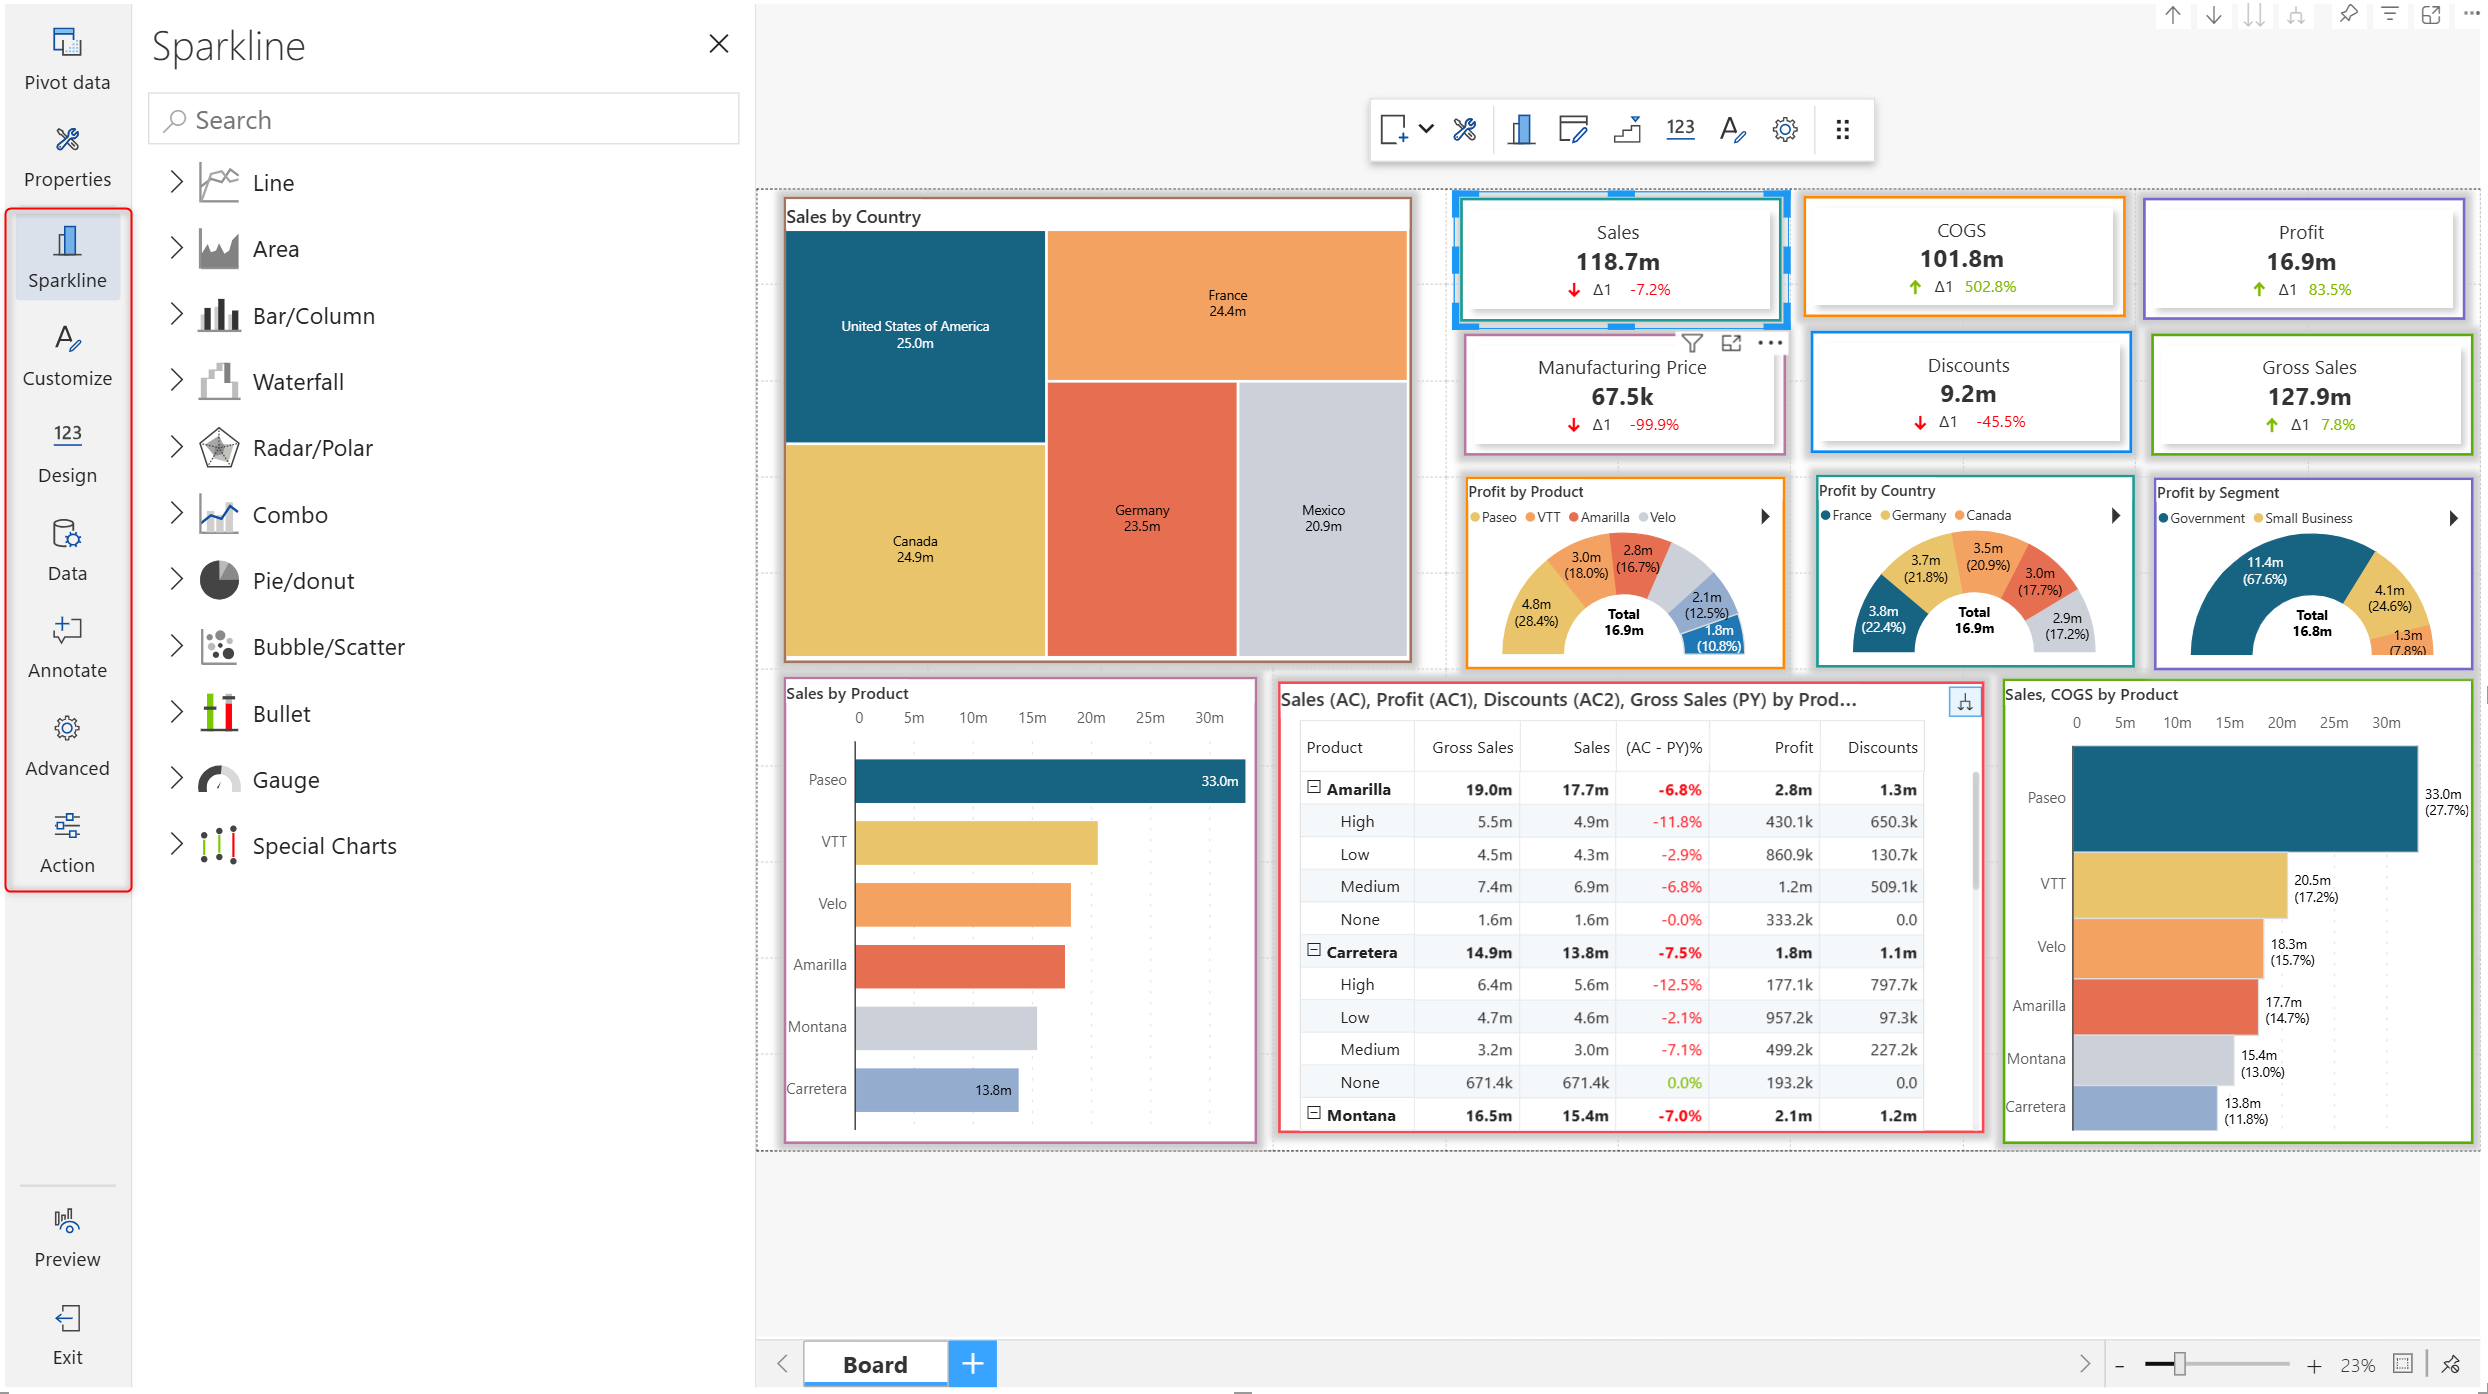 Pivot data
Properties
Sparkline
Customize
123
Design
Data
Annotate
Advanced
Action
Preview
Exit
Sparkline
Search
Line
Area
Bar/Column
Waterfall
Radar/Polar
Combo
Pie/donut
Bubble/Scatter
Bullet
Gauge
Special Charts
123
Sales by Country
United States of America
25.0m
France
24.4m
Canada
24.9m
Germany
23.5m
Mexico
20.9m
Sales
118.7m
Δ1 -7.2%
COGS
101.8m
Δ1 502.8%
Profit
16.9m
Δ1 83.5%
Manufacturing Price
67.5k
Δ1 -99.9%
Discounts
9.2m
Δ1 -45.5%
Gross Sales
127.9m
Δ1 7.8%
Profit by Product
Paseo VTT Amarilla Velo
4.8m
(28.4%)
3.0m
(18.0%)
2.8m
(16.7%)
2.1m
(12.5%)
1.8m
(10.8%)
Total
16.9m
Profit by Country
France Germany Canada
3.8m
(22.4%)
3.7m
(21.8%)
3.5m
(20.9%)
3.0m
(17.7%)
2.9m
(17.2%)
Total
16.9m
Profit by Segment
Government Small Business
11.4m
(67.6%)
4.1m
(24.6%)
1.3m
(7.8%)
Total
16.8m
Sales by Product
0 5m 10m 15m 20m 25m 30m
Paseo 33.0m
VTT
Velo
Amarilla
Montana
Carretera 13.8m
Sales (AC), Profit (AC1), Discounts (AC2), Gross Sales (PY) by Prod...
Product Gross Sales Sales (AC - PY)% Profit Discounts
Amarilla 19.0m 17.7m -6.8% 2.8m 1.3m
High 5.5m 4.9m -11.8% 430.1k 650.3k
Low 4.5m 4.3m -2.9% 860.9k 130.7k
Medium 7.4m 6.9m -6.8% 1.2m 509.1k
None 1.6m 1.6m -0.0% 333.2k 0.0
Carretera 14.9m 13.8m -7.5% 1.8m 1.1m
High 6.4m 5.6m -12.5% 177.1k 797.7k
Low 4.7m 4.6m -2.1% 957.2k 97.3k
Medium 3.2m 3.0m -7.1% 499.2k 227.2k
None 671.4k 671.4k 0.0% 193.2k 0.0
Montana 16.5m 15.4m -7.0% 2.1m 1.2m
Sales, COGS by Product
0 5m 10m 15m 20m 25m 30m
Paseo 33.0m
(27.7%)
VTT 20.5m
(17.2%)
Velo 18.3m
(15.7%)
Amarilla 17.7m
(14.7%)
Montana 15.4m
(13.0%)
Carretera 13.8m
(11.8%)
Board
23%